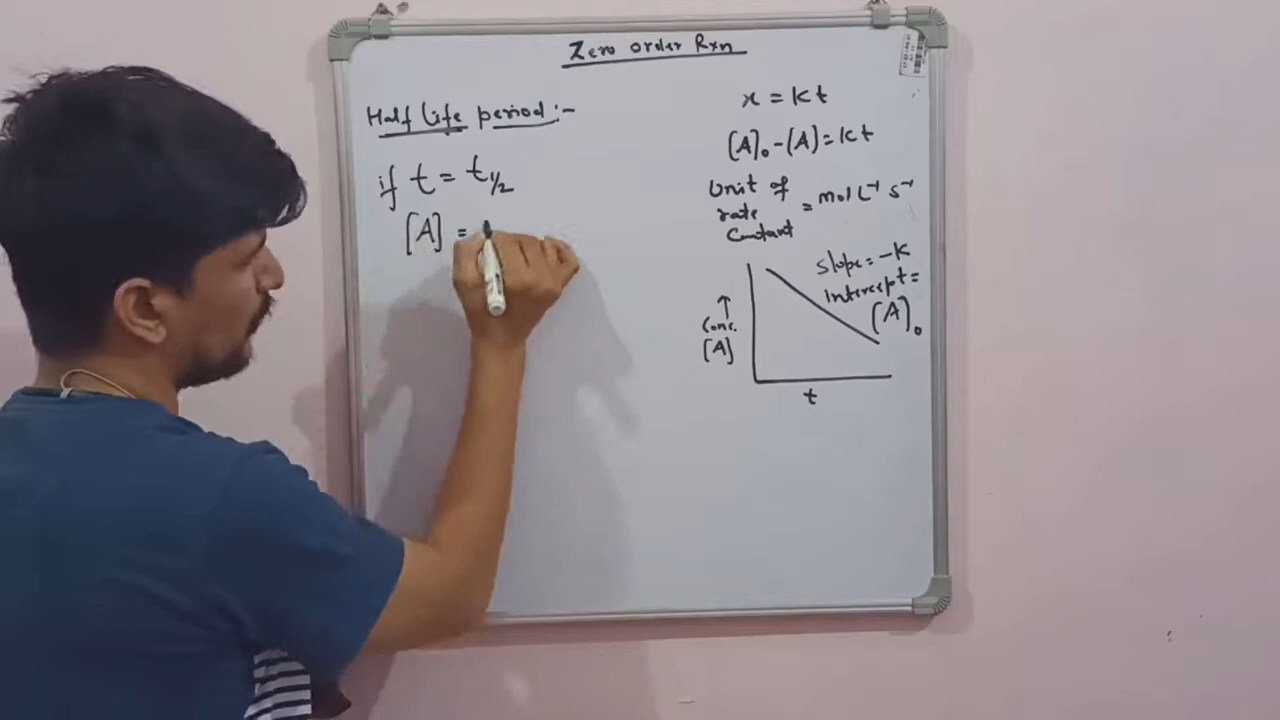 Zero order Rxn
Half life period:-
if t = t1/2
[A] =
x = kt
[A]₀ - (A) = kt
Unit of
rate
Constant
= mol L⁻¹ s⁻¹
slope = -K
Intercept =
[A]₀
↑
Conc.
[A]
t